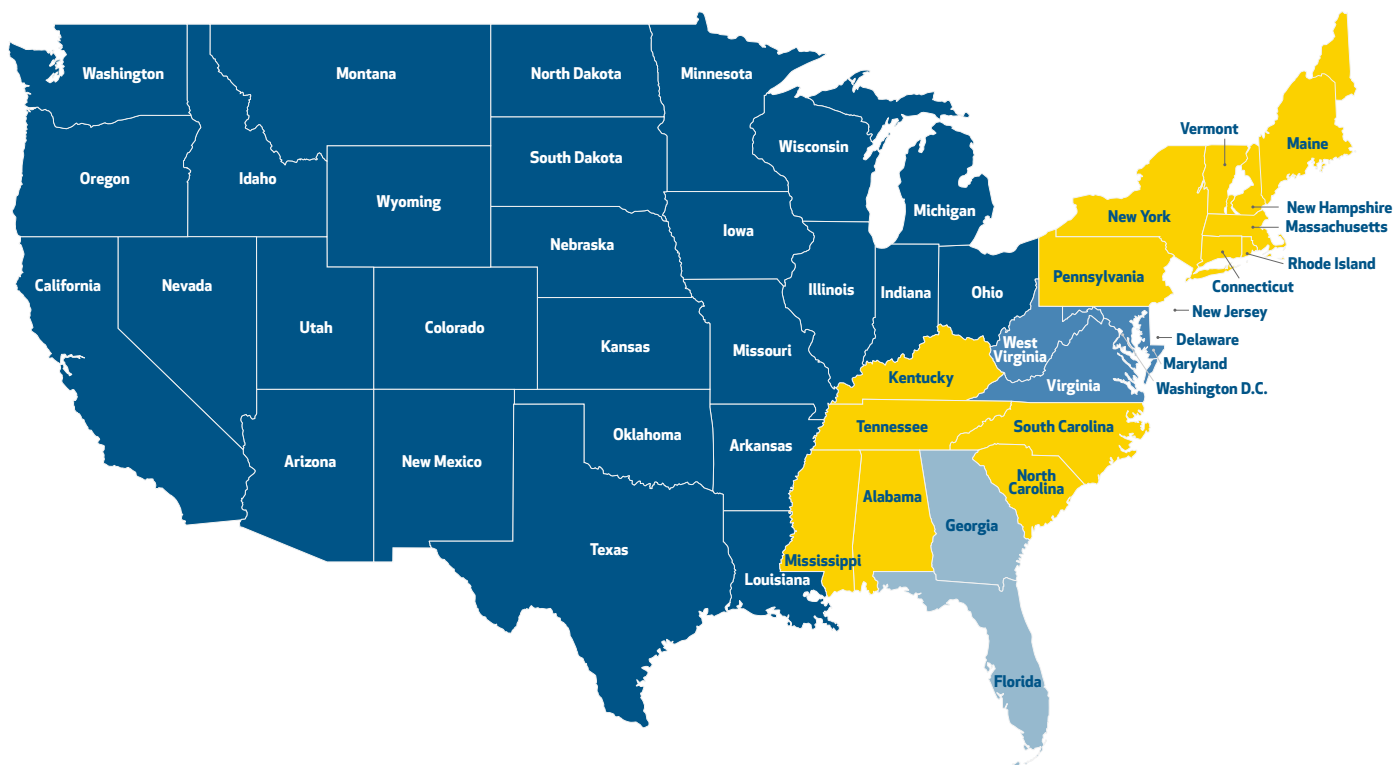 Washington
Montana
North Dakota
Minnesota
Vermont
Maine
Wisconsin
South Dakota
Oregon
Idaho
Wyoming
Michigan
New York
New Hampshire
Massachusetts
Iowa
Nebraska
Rhode Island
Pennsylvania
California
Nevada
Connecticut
Illinois
Indiana
Ohio
New Jersey
Utah
Colorado
Delaware
West
Virginia
Kansas
Missouri
Maryland
Kentucky
Virginia
Washington D.C.
Tennessee
South Carolina
Oklahoma
Arkansas
Arizona
New Mexico
North
Carolina
Alabama
Georgia
Texas
Mississippi
Louisiana
Florida